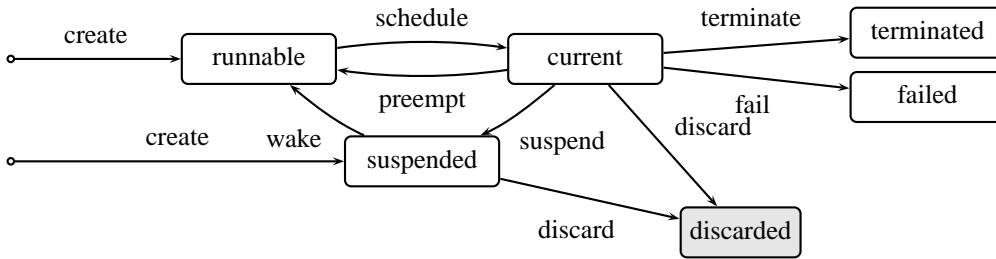 create
runnable
schedule
preempt
current
terminate
terminated
fail
failed
create
wake
suspended
suspend
discard
discard
discarded